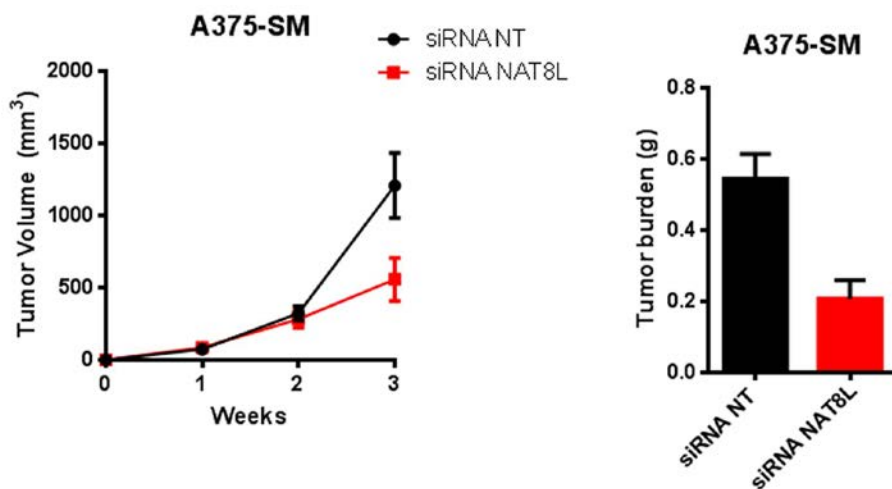 A375-SM
siRNA NT
siRNA NAT8L
Tumor Volume (mm³)
2000
1500
1000
500
0
0 1 2 3
Weeks
A375-SM
Tumor burden (g)
0.8
0.6
0.4
0.2
0.0
siRNA NT
siRNA NAT8L